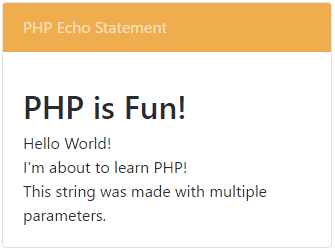 PHP Echo Statement
PHP is Fun!
Hello World!
I'm about to learn PHP!
This string was made with multiple
parameters.